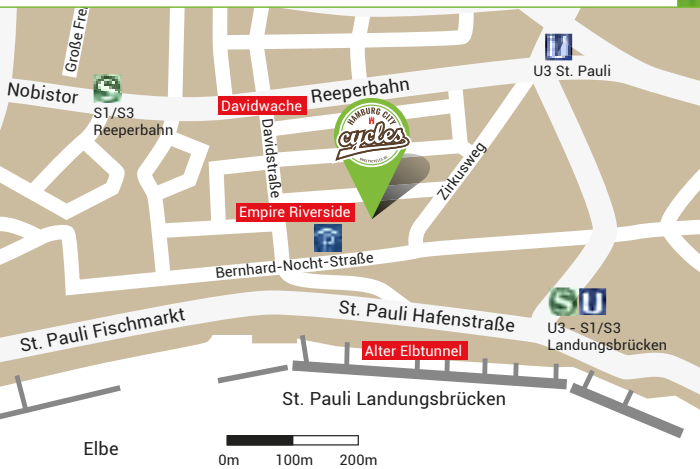 Große Fre
Nobistor
S
S1/S3
Reeperbahn
Davidwache
Reeperbahn
U
U3 St. Pauli
HAMBURG CITY
cycles
Davidstraße
Zirkusweg
Empire Riverside
P
Bernhard-Nocht-Straße
St. Pauli Fischmarkt
St. Pauli Hafenstraße
S U
U3 - S1/S3
Landungsbrücken
Alter Elbtunnel
St. Pauli Landungsbrücken
Elbe
0m 100m 200m